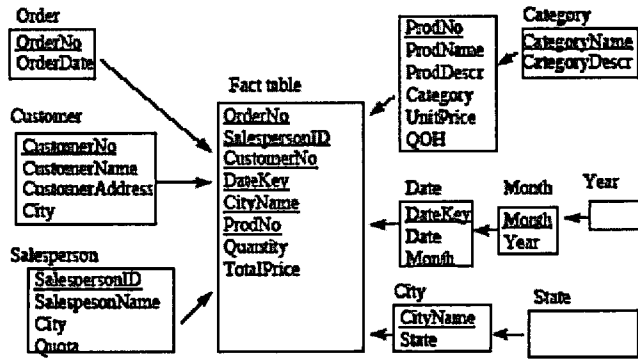 Order
OrderNo
OrderDate
Customer
CustomerNo
CustomerName
CustomerAddress
City
Salesperson
SalespersonID
SalespesonName
City
Quota
Fact table
OrderNo
SalespersonID
CustomerNo
DateKey
CityName
ProdNo
Quantity
TotalPrice
ProdNo
ProdName
ProdDescr
Category
UnitPrice
QOH
Category
CategoryName
CategoryDescr
Date
DateKey
Date
Month
Month
Month
Year
Year
City
CityName
State
State